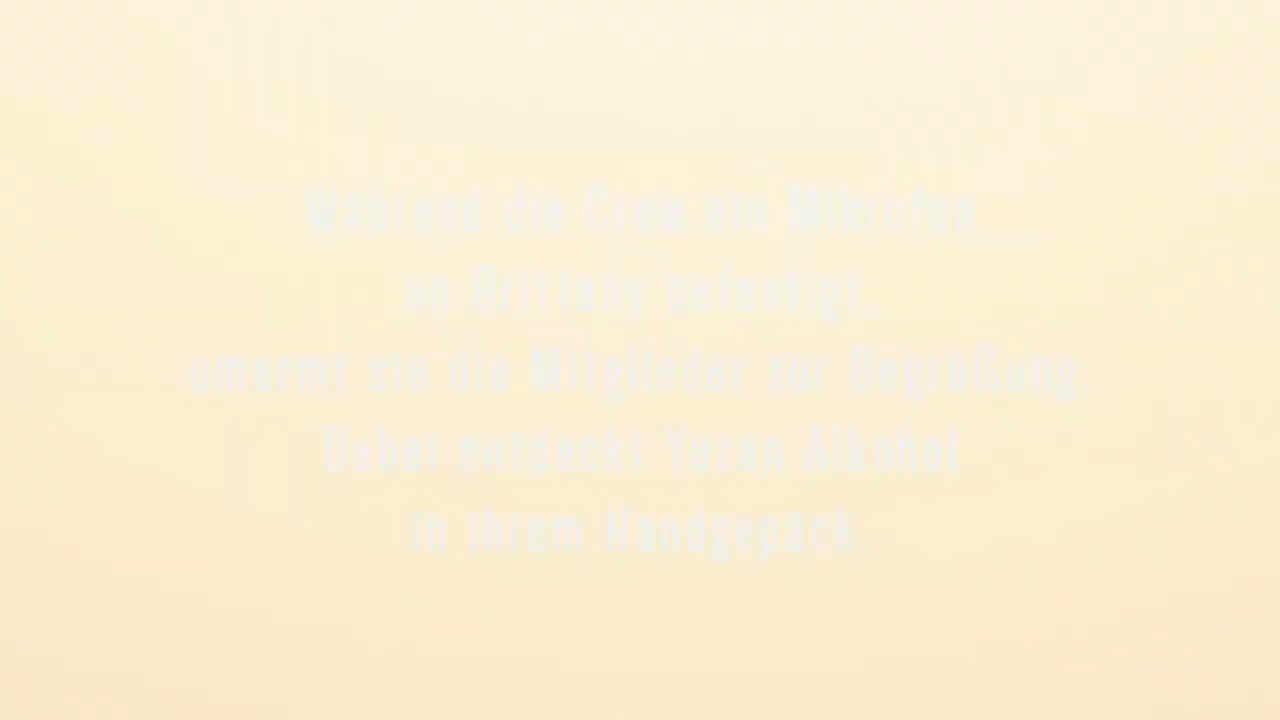 Während die Crew ein Mikrofon
an Brittany befestigt,
umarmt sie die Mitglieder zur Begrüßung.
Dabei entdeckt Yazan Alkohol
in ihrem Handgepäck.